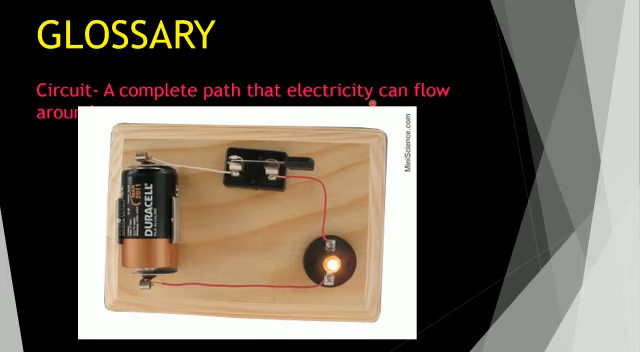 GLOSSARY
Circuit- A complete path that electricity can flow
MiniScience.com
DURACELL